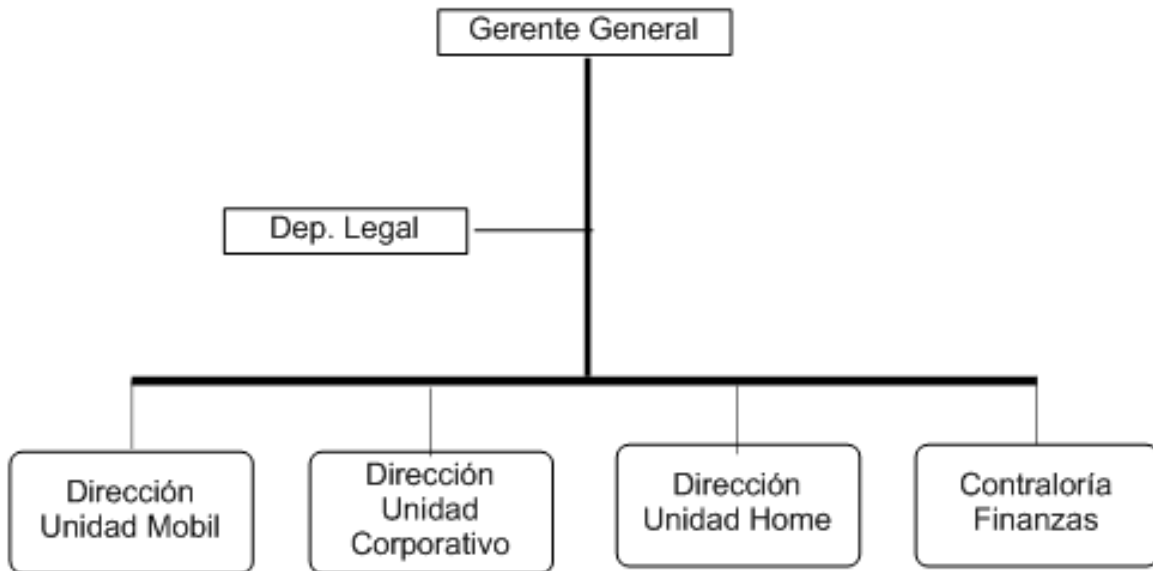 Gerente General
Dep. Legal
Dirección
Unidad Mobil
Dirección
Unidad
Corporativo
Dirección
Unidad Home
Contraloría
Finanzas